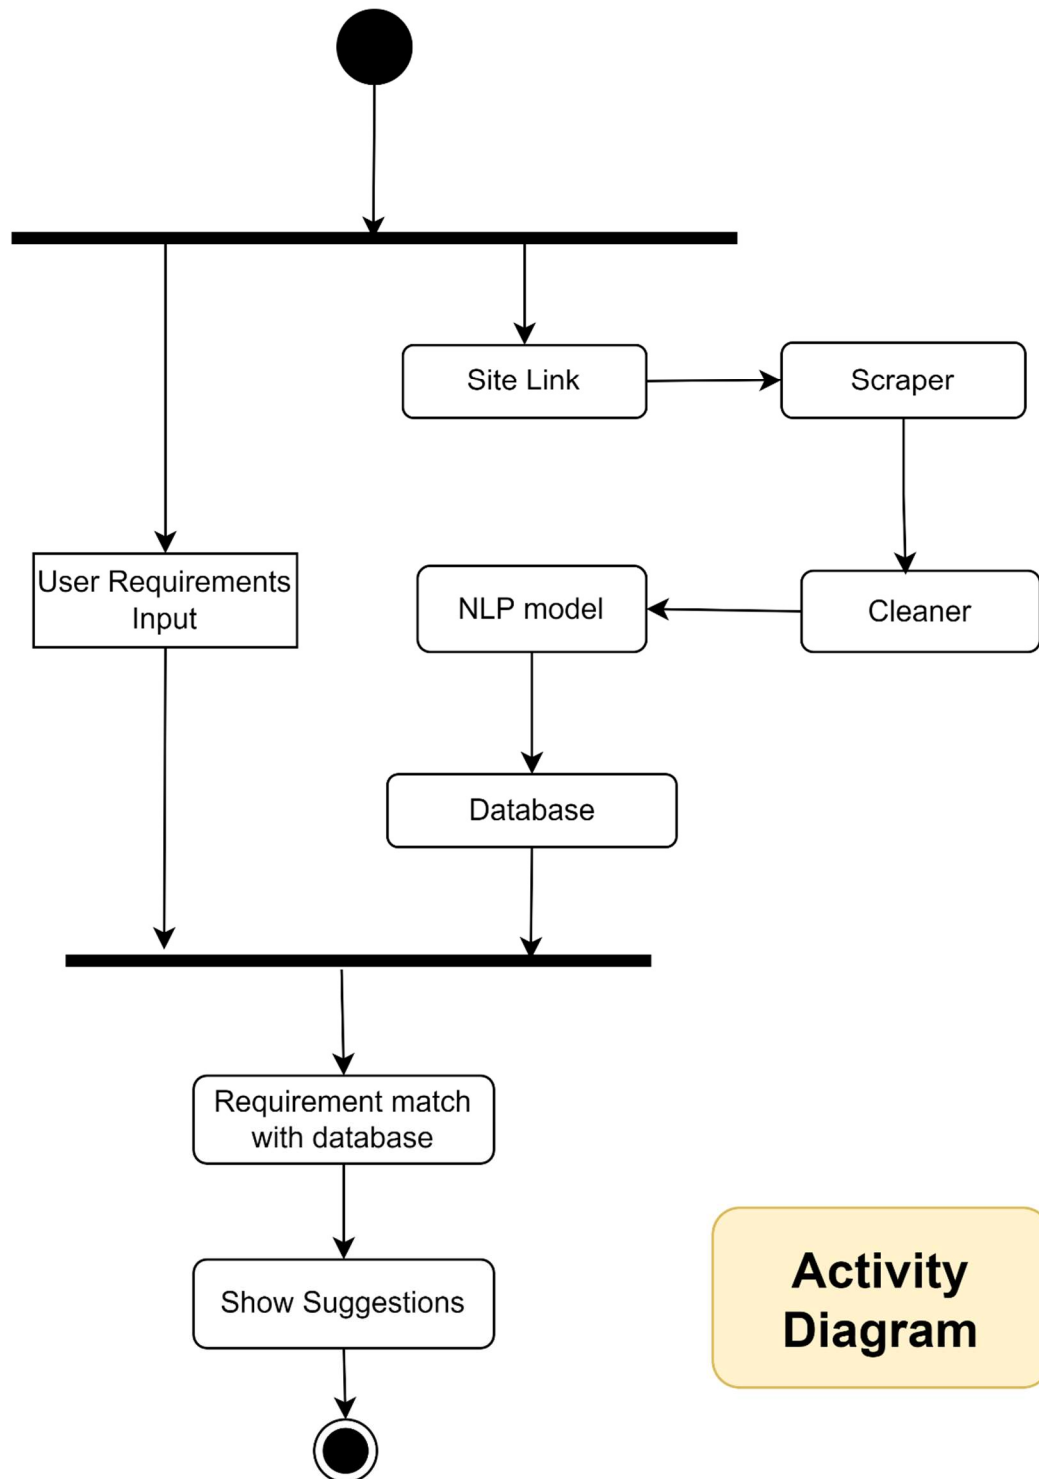 Site Link
Scraper
User Requirements
Input
NLP model
Cleaner
Database
Requirement match
with database
Show Suggestions
Activity
Diagram